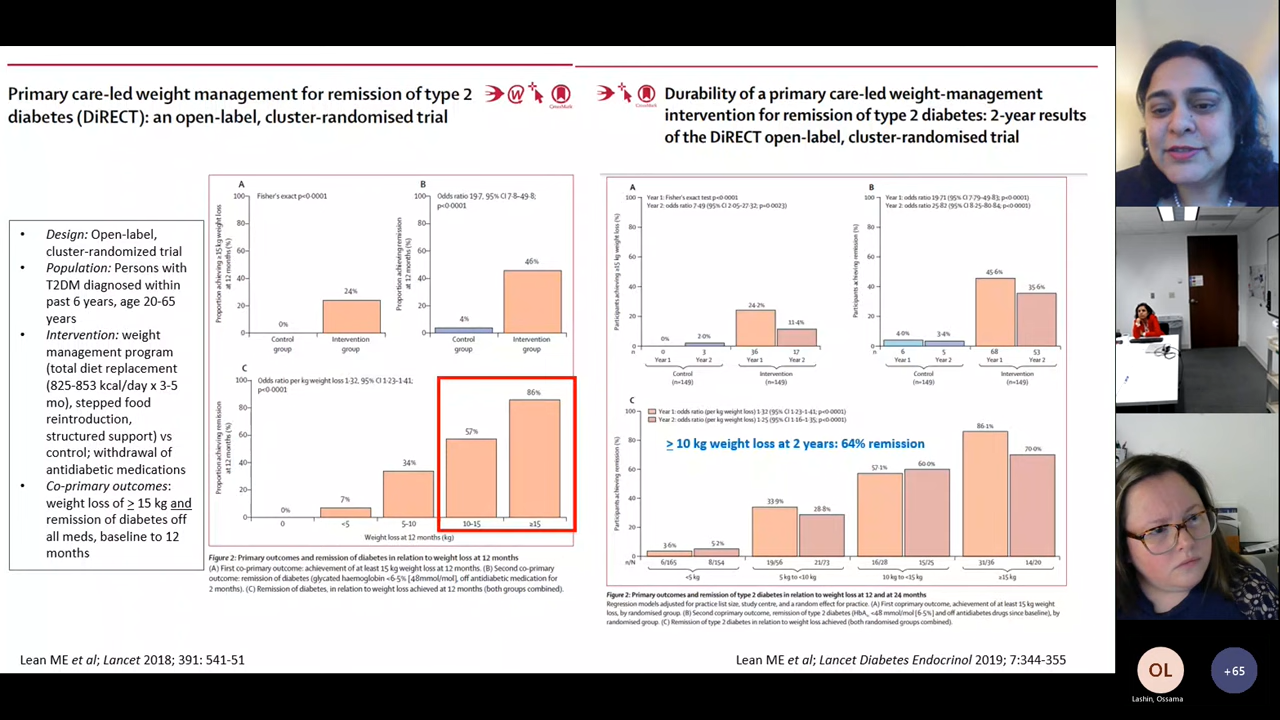 Primary care-led weight management for remission of type 2
diabetes (DiRECT): an open-label, cluster-randomised trial
• Design: Open-label,
cluster-randomized trial
• Population: Persons with
T2DM diagnosed within
past 6 years, age 20-65
years
• Intervention: weight
management program
(total diet replacement
(825-853 kcal/day x 3-5
mo), stepped food
reintroduction,
structured support) vs
control; withdrawal of
antidiabetic medications
• Co-primary outcomes:
weight loss of ≥ 15 kg and
remission of diabetes off
all meds, baseline to 12
months
A
Fisher's exact p<0·0001
Proportion achieving ≥15 kg weight loss
at 12 months (%)
100
80
60
40
20
0
0%
24%
Control
group
Intervention
group
B
Odds ratio 19·7, 95% CI 7·8–49·8;
p<0·0001
Proportion achieving remission
at 12 months (%)
100
80
60
40
20
0
4%
46%
Control
group
Intervention
group
C
Odds ratio per kg weight loss 1·32, 95% CI 1·23–1·41;
p<0·0001
Proportion achieving remission
at 12 months (%)
100
80
60
40
20
0
0%
7%
34%
57%
86%
0
<5
5-10
10-15
≥15
Weight loss at 12 months (kg)
Figure 2: Primary outcomes and remission of diabetes in relation to weight loss at 12 months
(A) First co-primary outcome: achievement of at least 15 kg weight loss at 12 months. (B) Second co-primary
outcome: remission of diabetes (glycated haemoglobin <6·5% [48mmol/mol], off antidiabetic medication for
2 months). (C) Remission of diabetes, in relation to weight loss achieved at 12 months (both groups combined).
Lean ME et al; Lancet 2018; 391: 541-51
CrossMark
CrossMark
Durability of a primary care-led weight-management
intervention for remission of type 2 diabetes: 2-year results
of the DiRECT open-label, cluster-randomised trial
A
Year 1: Fisher's exact test p<0·0001
Year 2: odds ratio 7·49 (95% CI 2·05–27·32; p=0·0023)
Participants achieving ≥15 kg weight loss (%)
100
80
60
40
20
0
0%
2·0%
24·2%
11·4%
n
0
3
36
17
Year 1
Year 2
Year 1
Year 2
Control
(n=149)
Intervention
(n=149)
B
Year 1: odds ratio 19·71 (95% CI 7·79–49·83; p<0·0001)
Year 2: odds ratio 25·82 (95% CI 8·25–80·84; p<0·0001)
Participants achieving remission (%)
100
80
60
40
20
0
4·0%
3·4%
45·6%
35·6%
n
6
5
68
53
Year 1
Year 2
Year 1
Year 2
Control
(n=149)
Intervention
(n=149)
C
Year 1: odds ratio (per kg weight loss) 1·32 (95% CI 1·23–1·41; p<0·0001)
Year 2: odds ratio (per kg weight loss) 1·25 (95% CI 1·16–1·35; p<0·0001)
≥ 10 kg weight loss at 2 years: 64% remission
Participants achieving remission (%)
100
80
60
40
20
0
3·6%
5·2%
33·9%
28·8%
57·1%
60·0%
86·1%
70·0%
n/N
6/165
8/154
19/56
21/73
16/28
15/25
31/36
14/20
<5 kg
5 kg to <10 kg
10 kg to <15 kg
≥15 kg
Figure 2: Primary outcomes and remission of type 2 diabetes in relation to weight loss at 12 and at 24 months
Regression models adjusted for practice list size, study centre, and a random effect for practice. (A) First coprimary outcome, achievement of at least 15 kg weight
loss, by randomised group. (B) Second coprimary outcome, remission of type 2 diabetes (HbA1c <48 mmol/mol [6·5%] and off antidiabetes drugs since baseline), by
randomised group. (C) Remission of type 2 diabetes in relation to weight loss achieved (both randomised groups combined).
Lean ME et al; Lancet Diabetes Endocrinol 2019; 7:344-355
OL
+65
Lashin, Ossama